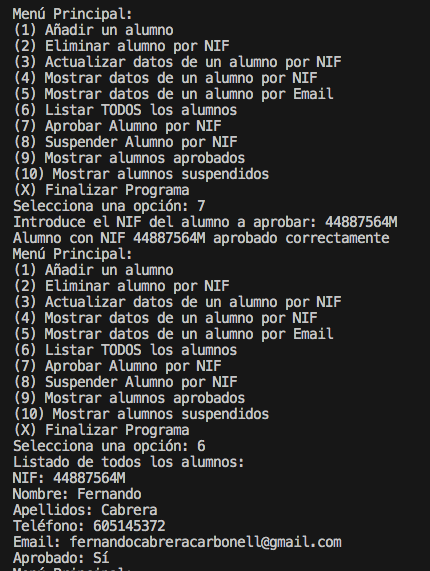 Menú Principal:
(1) Añadir un alumno
(2) Eliminar alumno por NIF
(3) Actualizar datos de un alumno por NIF
(4) Mostrar datos de un alumno por NIF
(5) Mostrar datos de un alumno por Email
(6) Listar TODOS los alumnos
(7) Aprobar Alumno por NIF
(8) Suspender Alumno por NIF
(9) Mostrar alumnos aprobados
(10) Mostrar alumnos suspendidos
(X) Finalizar Programa
Selecciona una opción: 7
Introduce el NIF del alumno a aprobar: 44887564M
Alumno con NIF 44887564M aprobado correctamente
Menú Principal:
(1) Añadir un alumno
(2) Eliminar alumno por NIF
(3) Actualizar datos de un alumno por NIF
(4) Mostrar datos de un alumno por NIF
(5) Mostrar datos de un alumno por Email
(6) Listar TODOS los alumnos
(7) Aprobar Alumno por NIF
(8) Suspender Alumno por NIF
(9) Mostrar alumnos aprobados
(10) Mostrar alumnos suspendidos
(X) Finalizar Programa
Selecciona una opción: 6
Listado de todos los alumnos:
NIF: 44887564M
Nombre: Fernando
Apellidos: Cabrera
Teléfono: 605145372
Email: fernandocabreracarbonell@gmail.com
Aprobado: Sí